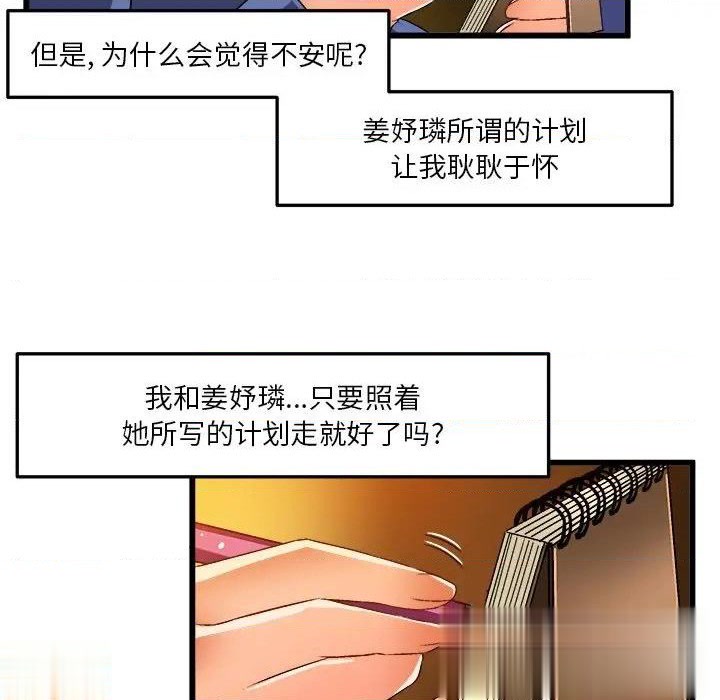 但是, 为什么会觉得不安呢?
姜妤璘所谓的计划
让我耿耿于怀
我和姜妤璘...只要照着
她所写的计划走就好了吗?